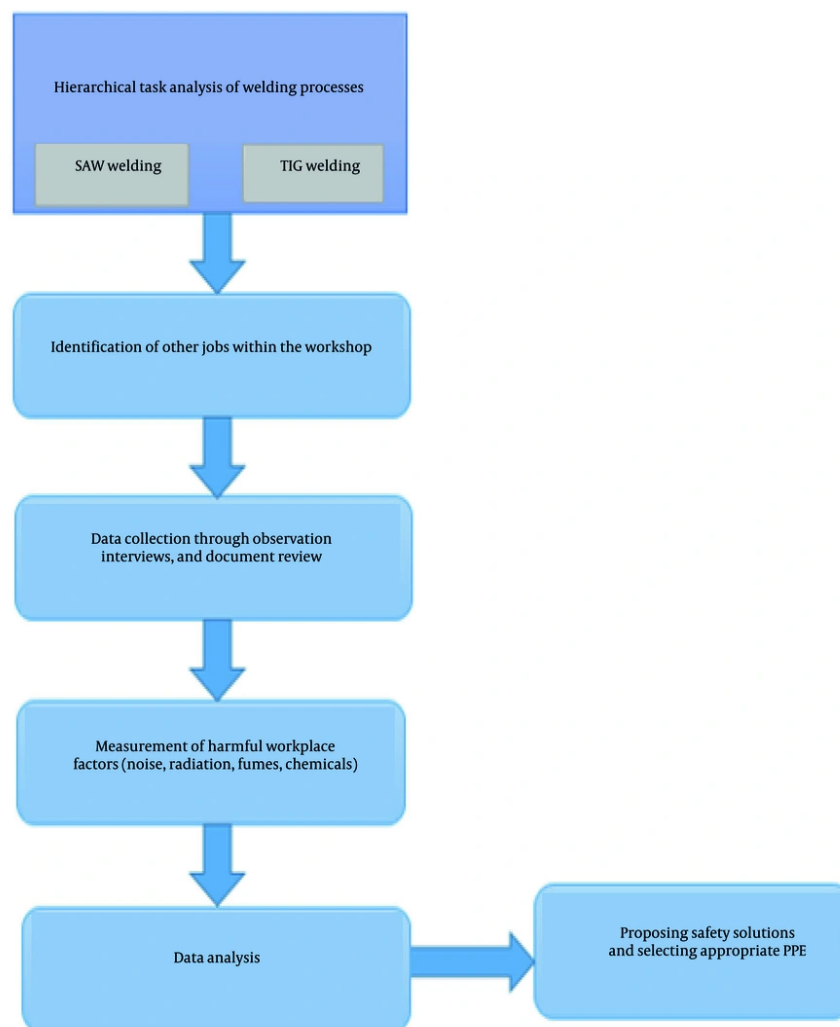 Hierarchical task analysis of welding processes
SAW welding
TIG welding
Identification of other jobs within the workshop
Data collection through observation
interviews, and document review
Measurement of harmful workplace
factors (noise, radiation, fumes, chemicals)
Data analysis
Proposing safety solutions
and selecting appropriate PPE